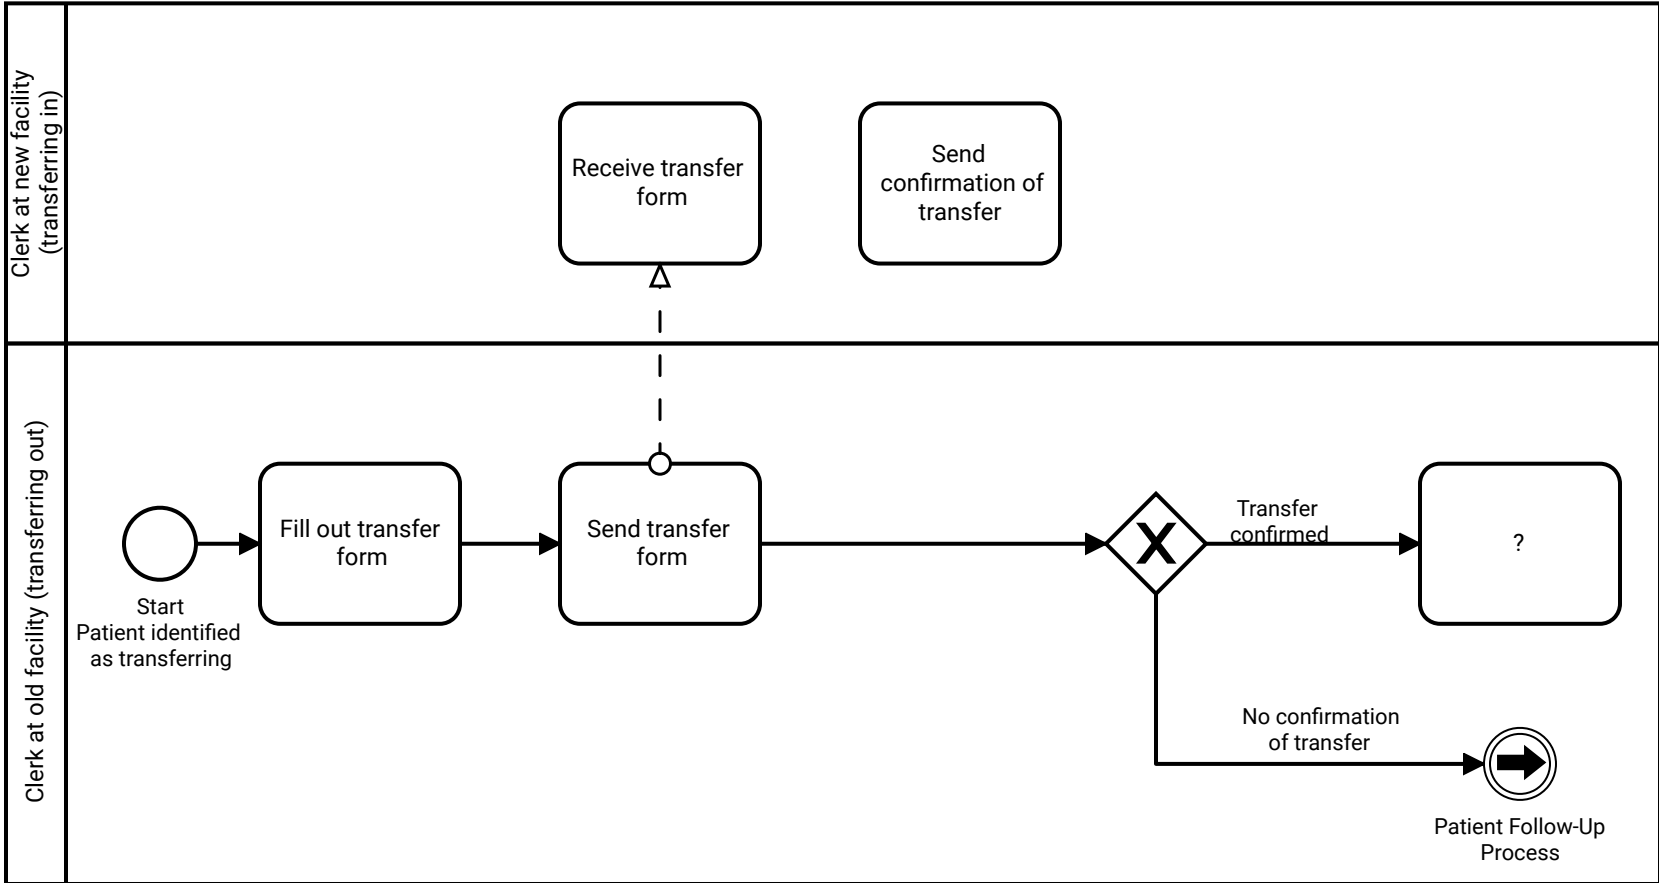 Clerk at new facility
(transferring in)
Receive transfer
form
Send
confirmation of
transfer
Clerk at old facility (transferring out)
Start
Patient identified
as transferring
Fill out transfer
form
Send transfer
form
X
Transfer
confirmed
?
No confirmation
of transfer
Patient Follow-Up
Process